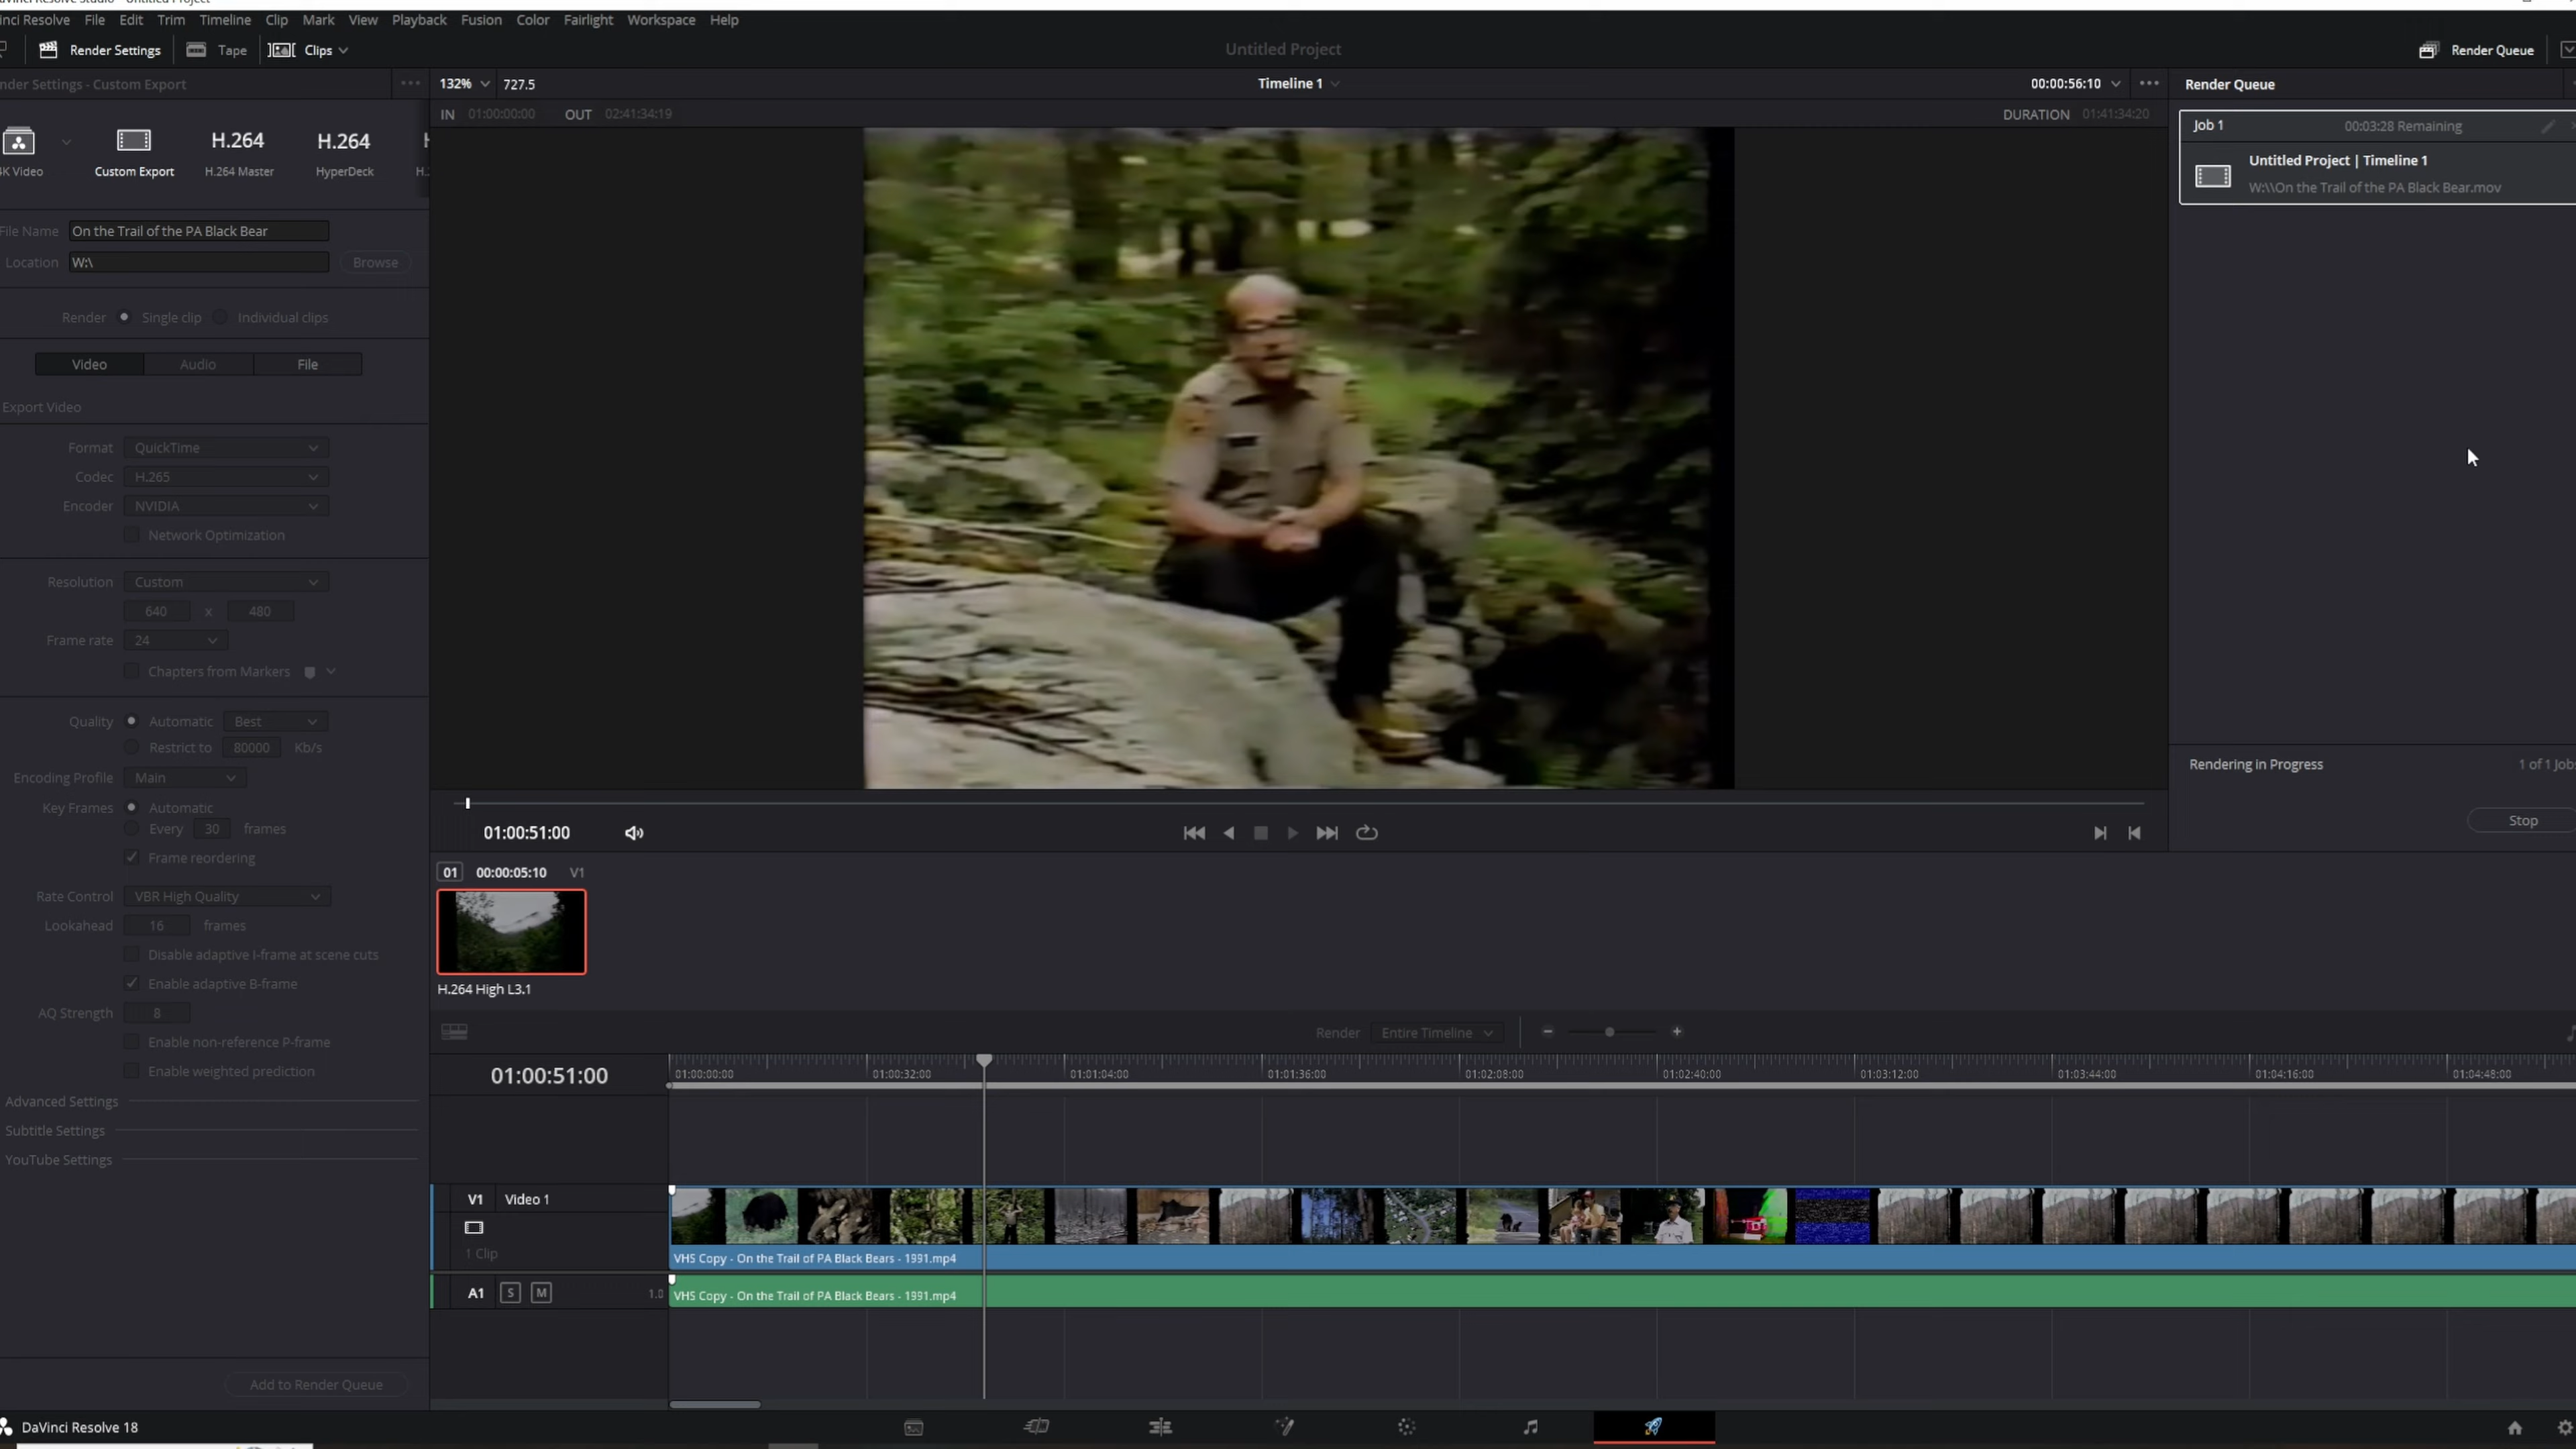 DaVinci Resolve Studio - Untitled Project
inci Resolve File Edit Trim Timeline Clip Mark View Playback Fusion Color Fairlight Workspace Help
Render Settings Tape Clips Untitled Project Render Queue
nder Settings - Custom Export ••• 132% 727.5 Timeline 1 00:00:56:10 ••• Render Queue
IN 01:00:00:00 OUT 02:41:34:19 DURATION 01:41:34:20
Job 1 00:03:28 Remaining
H.264 H.264
4K Video Custom Export H.264 Master HyperDeck H.
Untitled Project | Timeline 1
W:\\On the Trail of the PA Black Bear.mov
File Name On the Trail of the PA Black Bear
Location W:\ Browse
Render Single clip Individual clips
Video Audio File
Export Video
Format QuickTime
Codec H.265
Encoder NVIDIA
Network Optimization
Resolution Custom
640 x 480
Frame rate 24
Chapters from Markers
Quality Automatic Best
Restrict to 80000 Kb/s
Encoding Profile Main
Key Frames Automatic
Every 30 frames
Frame reordering
Rate Control VBR High Quality
Lookahead 16 frames
Disable adaptive I-frame at scene cuts
Enable adaptive B-frame
AQ Strength 8
Enable non-reference P-frame
Enable weighted prediction
Advanced Settings
Subtitle Settings
YouTube Settings
Add to Render Queue
Rendering in Progress 1 of 1 Job
Stop
01:00:51:00
01 00:00:05:10 V1
H.264 High L3.1
Render Entire Timeline
01:00:51:00
01:00:00:00 01:00:32:00 01:01:04:00 01:01:36:00 01:02:08:00 01:02:40:00 01:03:12:00 01:03:44:00 01:04:16:00 01:04:48:00
V1 Video 1
1 Clip
VHS Copy - On the Trail of PA Black Bears - 1991.mp4
A1 S M 1.0
VHS Copy - On the Trail of PA Black Bears - 1991.mp4
DaVinci Resolve 18